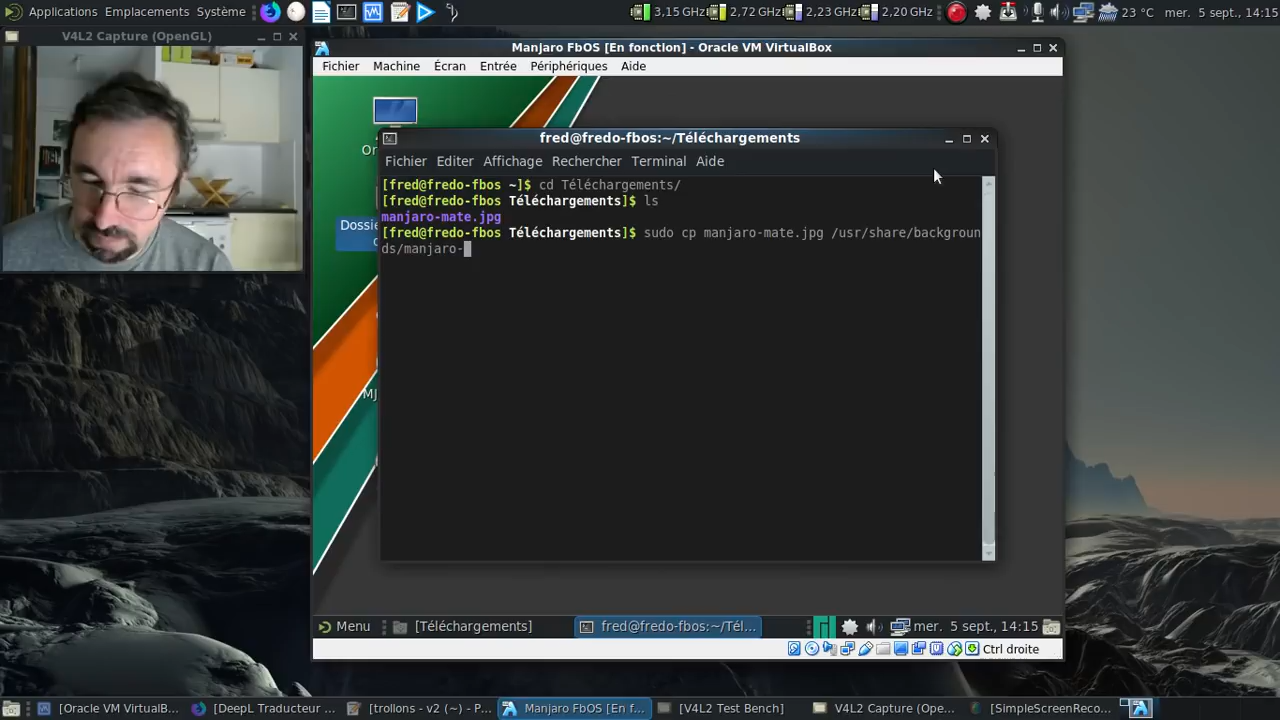 Applications Emplacements Système
3,15 GHz 2,72 GHz 2,23 GHz 2,20 GHz 23 °C mer. 5 sept., 14:15
V4L2 Capture (OpenGL)
Manjaro FbOS [En fonction] - Oracle VM VirtualBox
Fichier Machine Écran Entrée Périphériques Aide
fred@fredo-fbos:~/Téléchargements
Fichier Editer Affichage Rechercher Terminal Aide
[fred@fredo-fbos ~]$ cd Téléchargements/
[fred@fredo-fbos Téléchargements]$ ls
manjaro-mate.jpg
[fred@fredo-fbos Téléchargements]$ sudo cp manjaro-mate.jpg /usr/share/backgroun
ds/manjaro-
Or
Dossie
MJ
Menu [Téléchargements] fred@fredo-fbos:~/Tél... mer. 5 sept., 14:15
Ctrl droite
[Oracle VM VirtualB... [DeepL Traducteur ... [trollons - v2 (~) - P... Manjaro FbOS [En f... [V4L2 Test Bench] V4L2 Capture (Ope... [SimpleScreenReco...